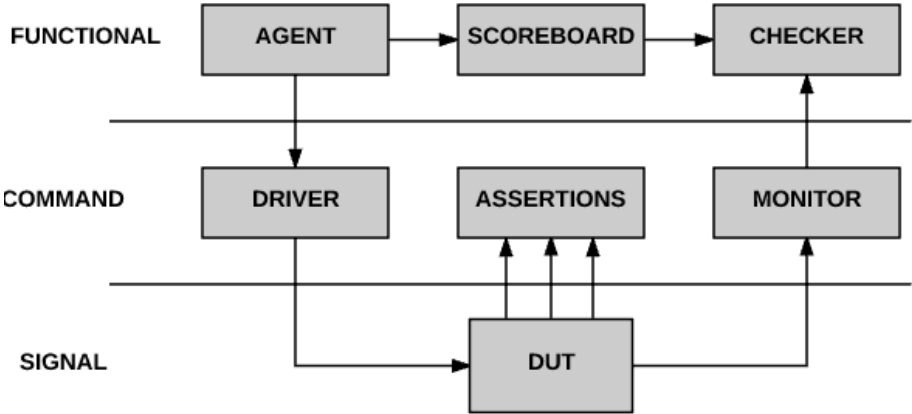 FUNCTIONAL AGENT SCOREBOARD CHECKER
COMMAND DRIVER ASSERTIONS MONITOR
SIGNAL DUT